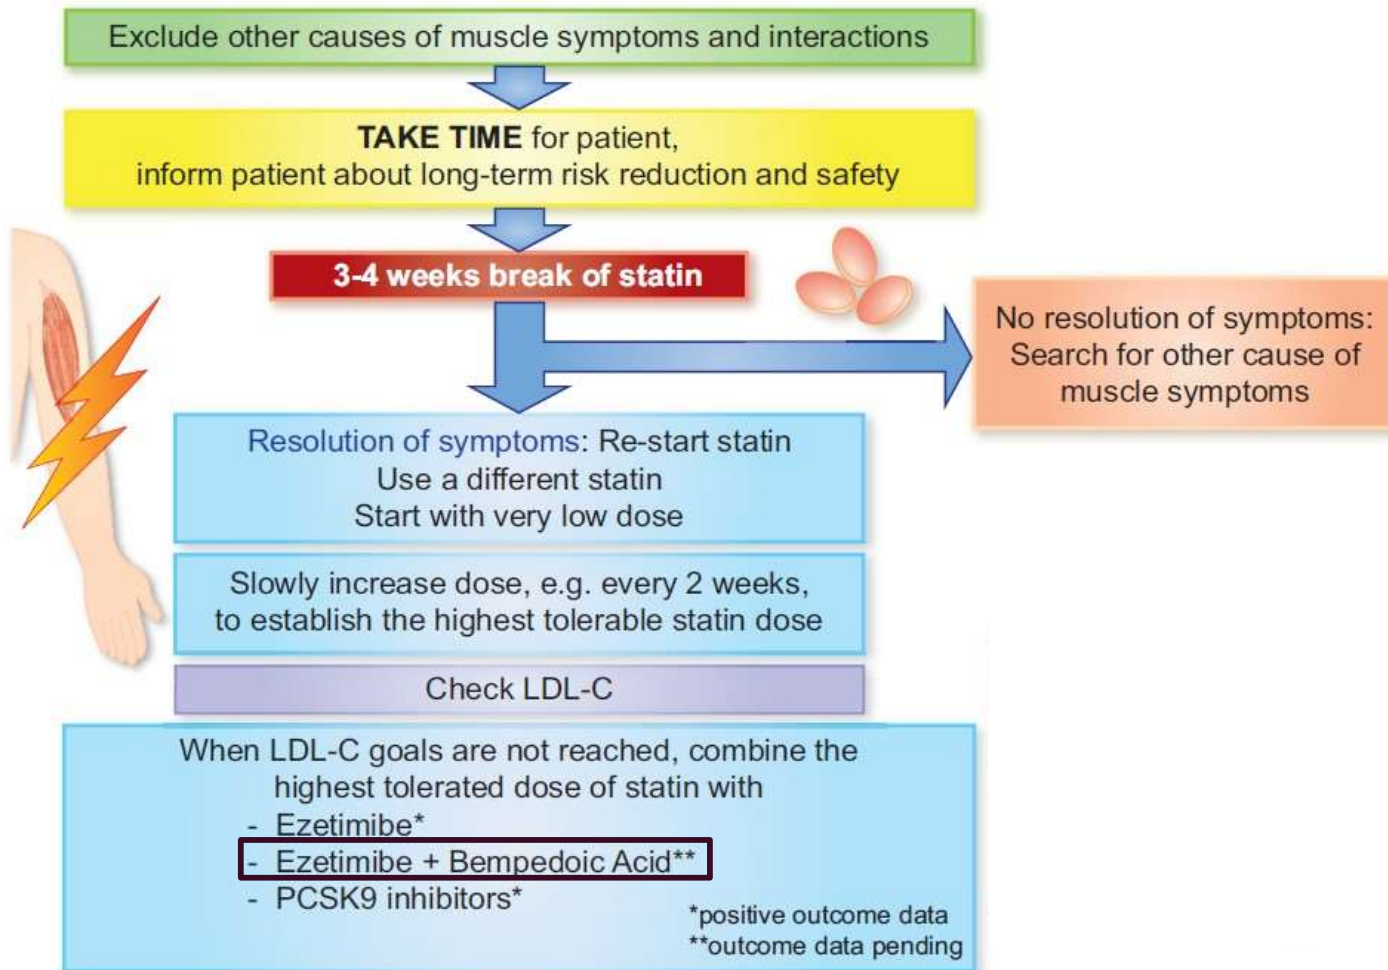 Exclude other causes of muscle symptoms and interactions
TAKE TIME for patient,
inform patient about long-term risk reduction and safety
3-4 weeks break of statin
No resolution of symptoms:
Search for other cause of
muscle symptoms
Resolution of symptoms: Re-start statin
Use a different statin
Start with very low dose
Slowly increase dose, e.g. every 2 weeks,
to establish the highest tolerable statin dose
Check LDL-C
When LDL-C goals are not reached, combine the
highest tolerated dose of statin with
- Ezetimibe*
- Ezetimibe + Bempedoic Acid**
- PCSK9 inhibitors*
*positive outcome data
**outcome data pending